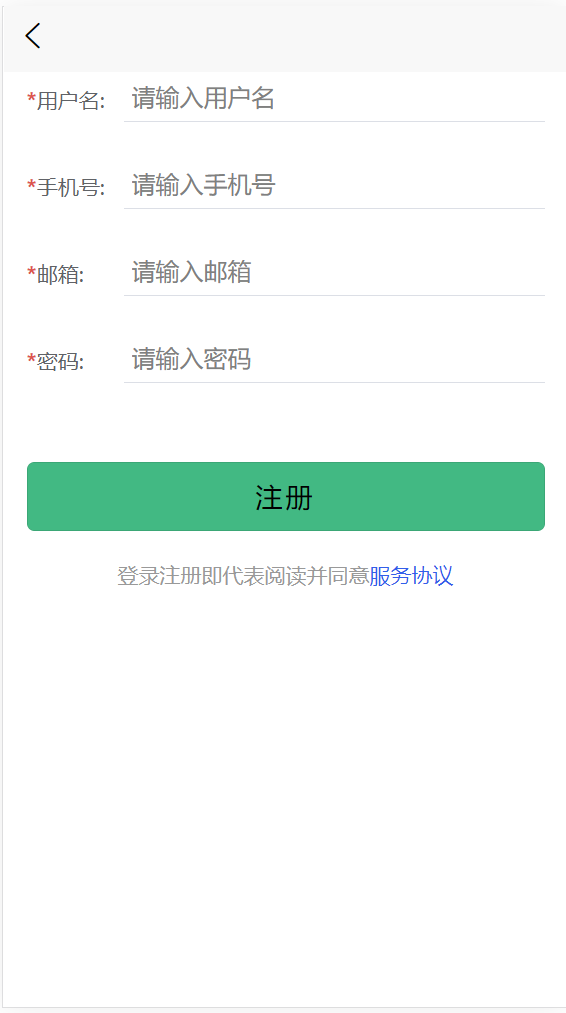 *用户名: 请输入用户名
*手机号: 请输入手机号
*邮箱: 请输入邮箱
*密码: 请输入密码
注册
登录注册即代表阅读并同意服务协议